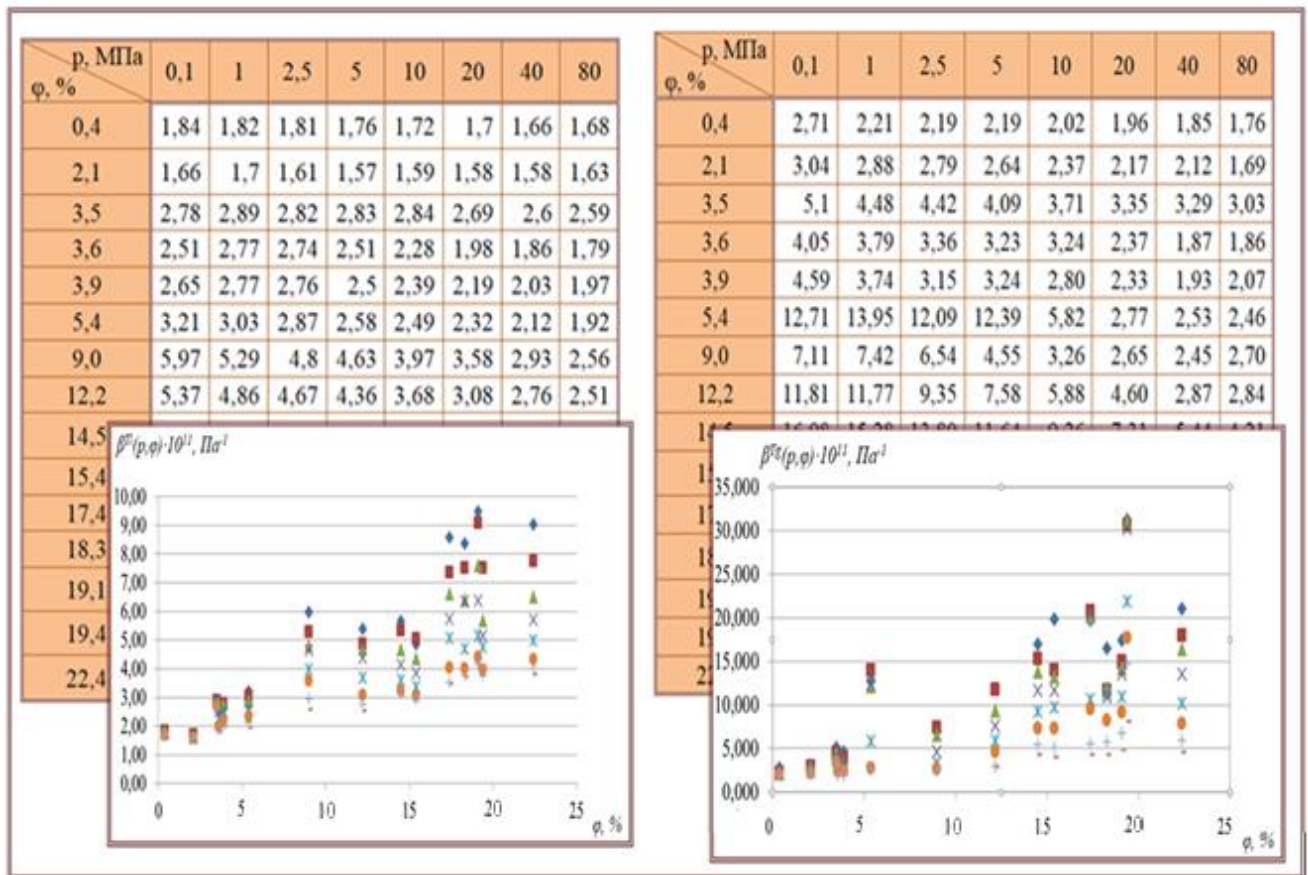 p, МПа
φ, %
0,1 1 2,5 5 10 20 40 80
0,4 1,84 1,82 1,81 1,76 1,72 1,7 1,66 1,68
2,1 1,66 1,7 1,61 1,57 1,59 1,58 1,58 1,63
3,5 2,78 2,89 2,82 2,83 2,84 2,69 2,6 2,59
3,6 2,51 2,77 2,74 2,51 2,28 1,98 1,86 1,79
3,9 2,65 2,77 2,76 2,5 2,39 2,19 2,03 1,97
5,4 3,21 3,03 2,87 2,58 2,49 2,32 2,12 1,92
9,0 5,97 5,29 4,8 4,63 3,97 3,58 2,93 2,56
12,2 5,37 4,86 4,67 4,36 3,68 3,08 2,76 2,51
14,5
15,4
17,4
18,3
19,1
19,4
22,4
(p,φ)·10¹¹, Па⁻¹
10,00
9,00
8,00
7,00
6,00
5,00
4,00
3,00
2,00
1,00
0,00
0 5 10 15 20 25
φ, %
p, МПа
φ, %
0,1 1 2,5 5 10 20 40 80
0,4 2,71 2,21 2,19 2,19 2,02 1,96 1,85 1,76
2,1 3,04 2,88 2,79 2,64 2,37 2,17 2,12 1,69
3,5 5,1 4,48 4,42 4,09 3,71 3,35 3,29 3,03
3,6 4,05 3,79 3,36 3,23 3,24 2,37 1,87 1,86
3,9 4,59 3,74 3,15 3,24 2,80 2,33 1,93 2,07
5,4 12,71 13,95 12,09 12,39 5,82 2,77 2,53 2,46
9,0 7,11 7,42 6,54 4,55 3,26 2,65 2,45 2,70
12,2 11,81 11,77 9,35 7,58 5,88 4,60 2,87 2,84
(p,φ)·10¹¹, Па⁻¹
35,000
30,000
25,000
20,000
15,000
10,000
5,000
0,000
0 5 10 15 20 25
φ, %